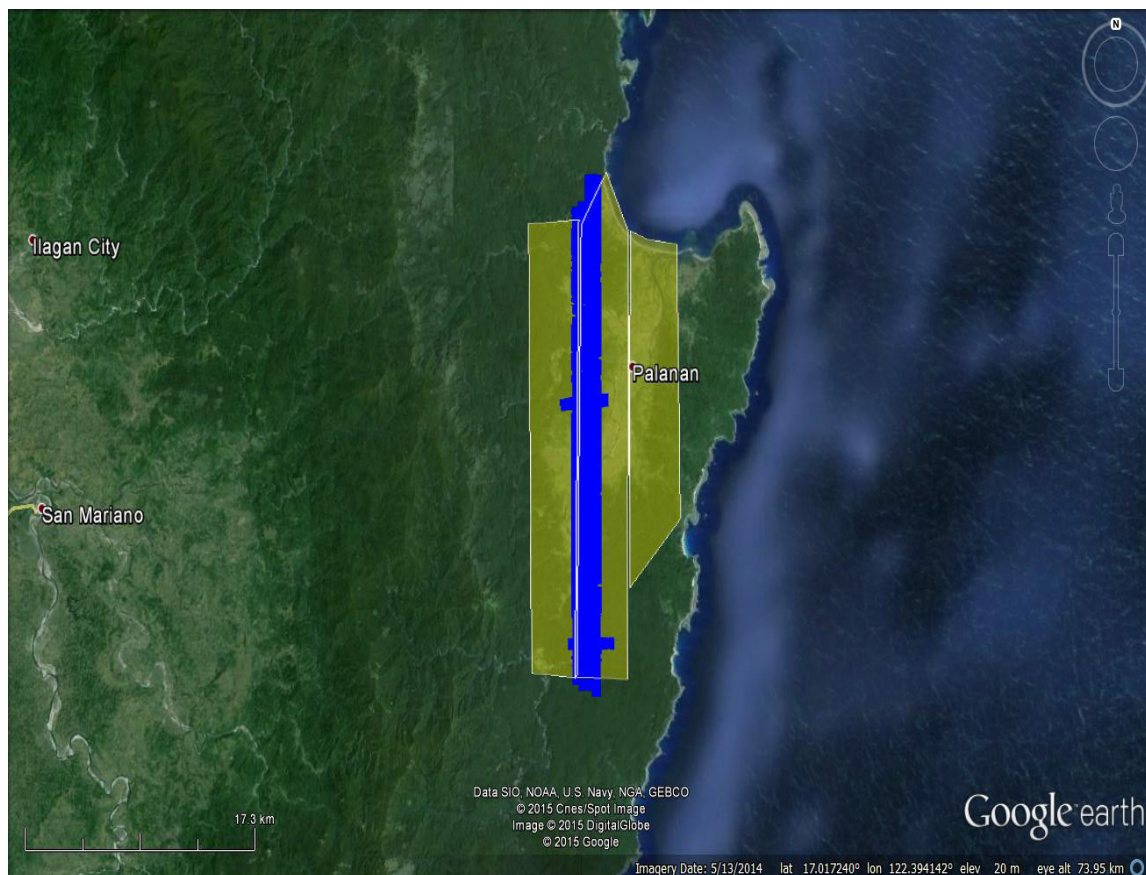 N
Ilagan City
Palanan
San Mariano
Data SIO, NOAA, U.S. Navy, NGA, GEBCO
© 2015 Cnes/Spot Image
Image © 2015 DigitalGlobe
© 2015 Google
17.3 km
Google earth
Imagery Date: 5/13/2014 lat 17.017240° lon 122.394142° elev 20 m eye alt 73.95 km